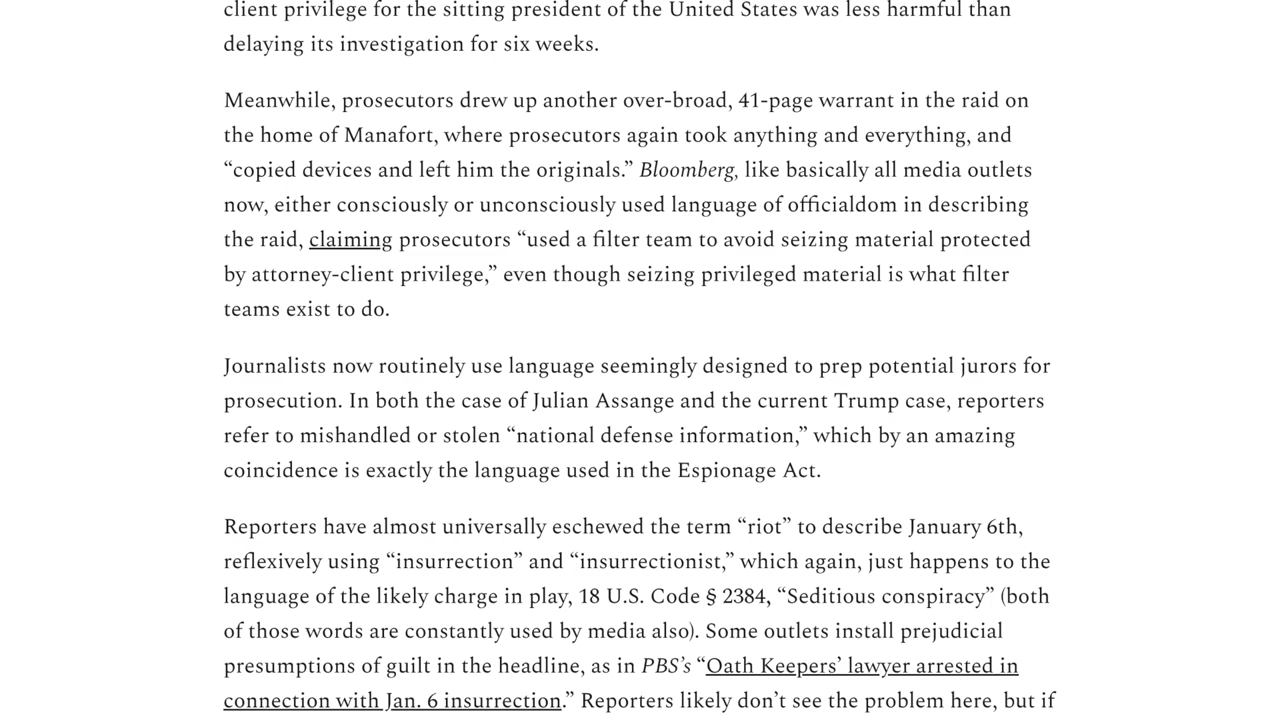 client privilege for the sitting president of the United States was less harmful than
delaying its investigation for six weeks.
Meanwhile, prosecutors drew up another over-broad, 41-page warrant in the raid on
the home of Manafort, where prosecutors again took anything and everything, and
“copied devices and left him the originals.” Bloomberg, like basically all media outlets
now, either consciously or unconsciously used language of officialdom in describing
the raid, claiming prosecutors “used a filter team to avoid seizing material protected
by attorney-client privilege,” even though seizing privileged material is what filter
teams exist to do.
Journalists now routinely use language seemingly designed to prep potential jurors for
prosecution. In both the case of Julian Assange and the current Trump case, reporters
refer to mishandled or stolen “national defense information,” which by an amazing
coincidence is exactly the language used in the Espionage Act.
Reporters have almost universally eschewed the term “riot” to describe January 6th,
reflexively using “insurrection” and “insurrectionist,” which again, just happens to the
language of the likely charge in play, 18 U.S. Code § 2384, “Seditious conspiracy” (both
of those words are constantly used by media also). Some outlets install prejudicial
presumptions of guilt in the headline, as in PBS’s “Oath Keepers’ lawyer arrested in
connection with Jan. 6 insurrection.” Reporters likely don’t see the problem here, but if